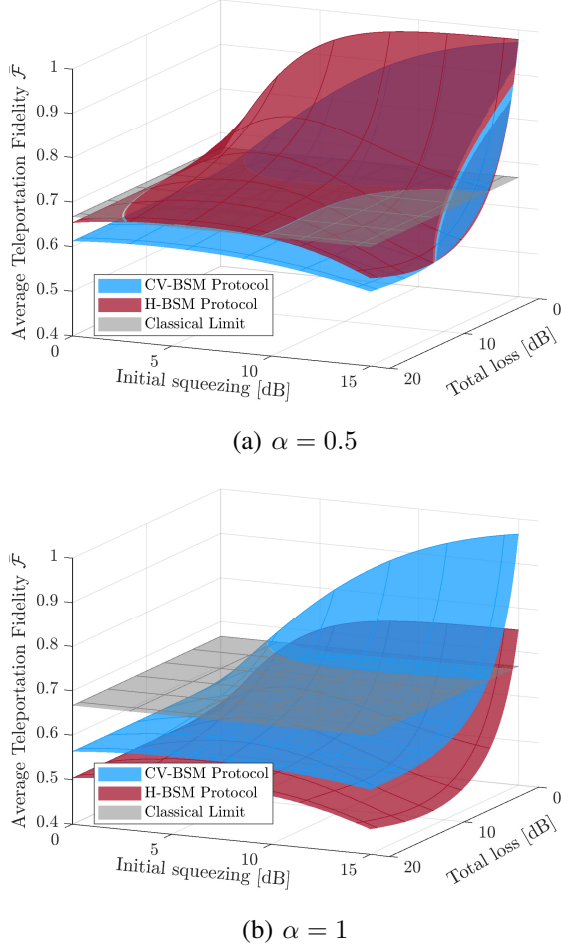 1
0.9
0.8
0.7
0.6
0.5
0.4
Average Teleportation Fidelity $\bar{\mathcal{F}}$
CV-BSM Protocol
H-BSM Protocol
Classical Limit
0
5
10
15
Initial squeezing [dB]
20
10
0
Total loss [dB]
(a) α = 0.5
1
0.9
0.8
0.7
0.6
0.5
0.4
Average Teleportation Fidelity $\bar{\mathcal{F}}$
CV-BSM Protocol
H-BSM Protocol
Classical Limit
0
5
10
15
Initial squeezing [dB]
20
10
0
Total loss [dB]
(b) α = 1